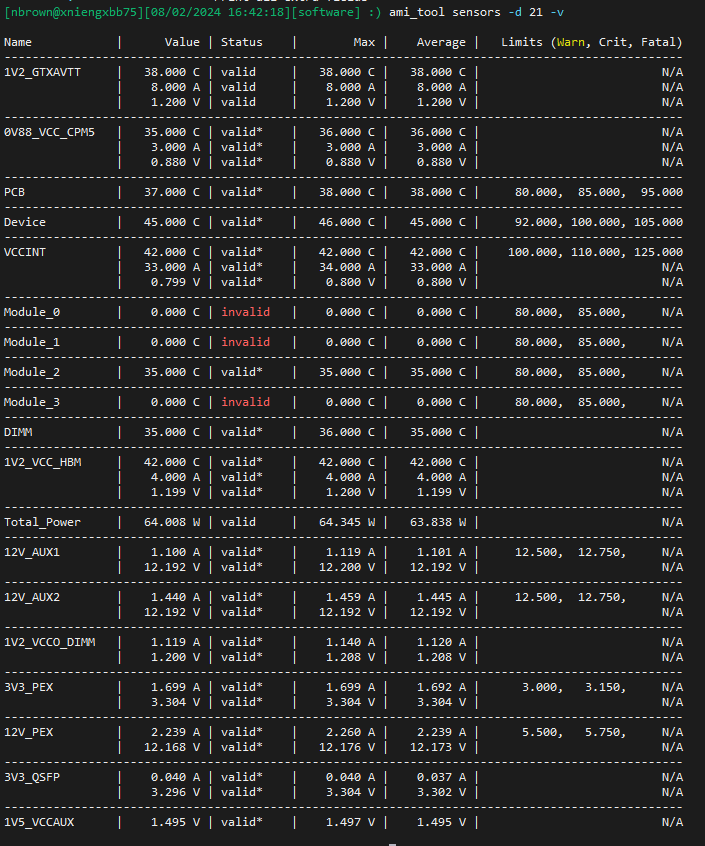 [nbrown@xniengxbb75][08/02/2024 16:42:18][software] :) ami_tool sensors -d 21 -v
Name | Value | Status | Max | Average | Limits (Warn, Crit, Fatal)
--------------------------------------------------------------------------------
1V2_GTXAVTT | 38.000 C | valid | 38.000 C | 38.000 C | N/A
| 8.000 A | valid | 8.000 A | 8.000 A | N/A
| 1.200 V | valid | 1.200 V | 1.200 V | N/A
--------------------------------------------------------------------------------
0V88_VCC_CPM5 | 35.000 C | valid* | 36.000 C | 36.000 C | N/A
| 3.000 A | valid* | 3.000 A | 3.000 A | N/A
| 0.880 V | valid* | 0.880 V | 0.880 V | N/A
--------------------------------------------------------------------------------
PCB | 37.000 C | valid* | 38.000 C | 38.000 C | 80.000, 85.000, 95.000
--------------------------------------------------------------------------------
Device | 45.000 C | valid* | 46.000 C | 45.000 C | 92.000, 100.000, 105.000
--------------------------------------------------------------------------------
VCCINT | 42.000 C | valid* | 42.000 C | 42.000 C | 100.000, 110.000, 125.000
| 33.000 A | valid* | 34.000 A | 33.000 A | N/A
| 0.799 V | valid* | 0.800 V | 0.800 V | N/A
--------------------------------------------------------------------------------
Module_0 | 0.000 C | invalid | 0.000 C | 0.000 C | 80.000, 85.000, N/A
--------------------------------------------------------------------------------
Module_1 | 0.000 C | invalid | 0.000 C | 0.000 C | 80.000, 85.000, N/A
--------------------------------------------------------------------------------
Module_2 | 35.000 C | valid* | 35.000 C | 35.000 C | 80.000, 85.000, N/A
--------------------------------------------------------------------------------
Module_3 | 0.000 C | invalid | 0.000 C | 0.000 C | 80.000, 85.000, N/A
--------------------------------------------------------------------------------
DIMM | 35.000 C | valid* | 36.000 C | 35.000 C | N/A
--------------------------------------------------------------------------------
1V2_VCC_HBM | 42.000 C | valid* | 42.000 C | 42.000 C | N/A
| 4.000 A | valid* | 4.000 A | 4.000 A | N/A
| 1.199 V | valid* | 1.200 V | 1.199 V | N/A
--------------------------------------------------------------------------------
Total_Power | 64.008 W | valid | 64.345 W | 63.838 W | N/A
--------------------------------------------------------------------------------
12V_AUX1 | 1.100 A | valid* | 1.119 A | 1.101 A | 12.500, 12.750, N/A
| 12.192 V | valid* | 12.200 V | 12.192 V | N/A
--------------------------------------------------------------------------------
12V_AUX2 | 1.440 A | valid* | 1.459 A | 1.445 A | 12.500, 12.750, N/A
| 12.192 V | valid* | 12.192 V | 12.192 V | N/A
--------------------------------------------------------------------------------
1V2_VCCO_DIMM | 1.119 A | valid* | 1.140 A | 1.120 A | N/A
| 1.200 V | valid* | 1.208 V | 1.208 V | N/A
--------------------------------------------------------------------------------
3V3_PEX | 1.699 A | valid* | 1.699 A | 1.692 A | 3.000, 3.150, N/A
| 3.304 V | valid* | 3.304 V | 3.304 V | N/A
--------------------------------------------------------------------------------
12V_PEX | 2.239 A | valid* | 2.260 A | 2.239 A | 5.500, 5.750, N/A
| 12.168 V | valid* | 12.176 V | 12.173 V | N/A
--------------------------------------------------------------------------------
3V3_QSFP | 0.040 A | valid* | 0.040 A | 0.037 A | N/A
| 3.296 V | valid* | 3.304 V | 3.302 V | N/A
--------------------------------------------------------------------------------
1V5_VCCAUX | 1.495 V | valid* | 1.497 V | 1.495 V | N/A